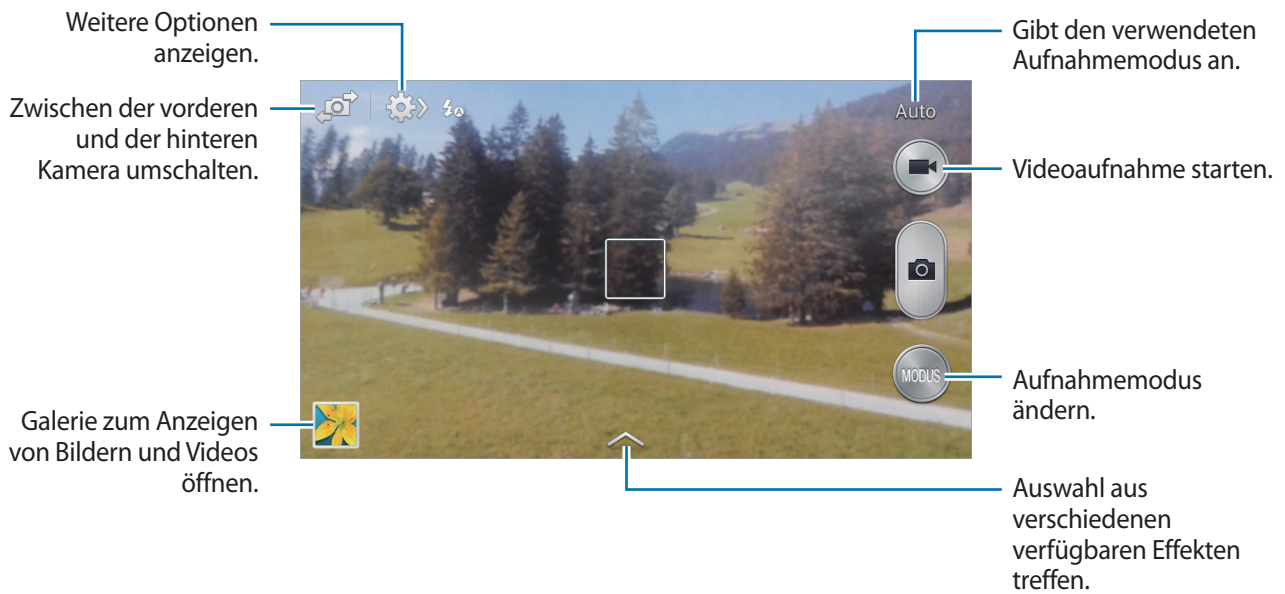 Weitere Optionen
anzeigen.
Zwischen der vorderen
und der hinteren
Kamera umschalten.
Galerie zum Anzeigen
von Bildern und Videos
öffnen.
Auto
MODUS
Gibt den verwendeten
Aufnahmemodus an.
Videoaufnahme starten.
Aufnahmemodus
ändern.
Auswahl aus
verschiedenen
verfügbaren Effekten
treffen.